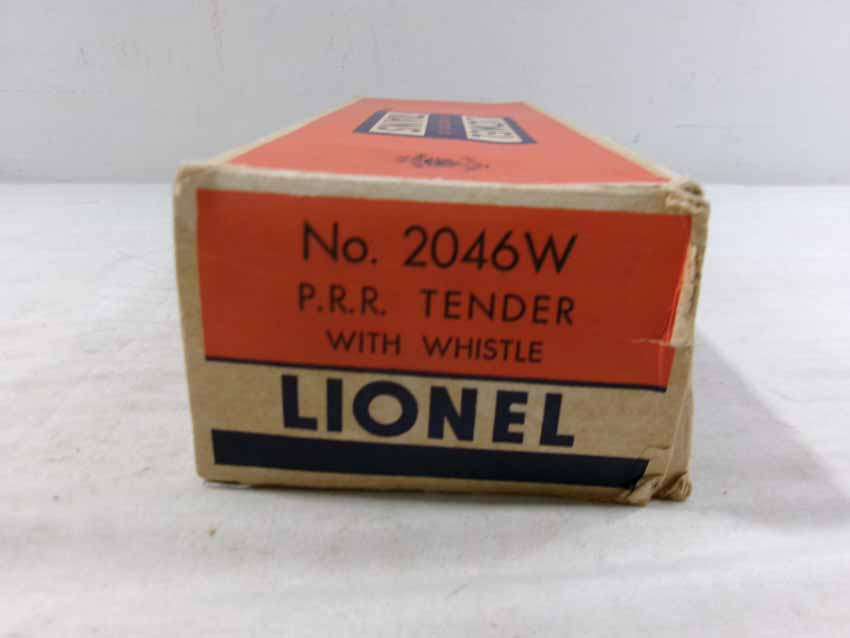 No. 2046W
P.R.R. TENDER
WITH WHISTLE
LIONEL